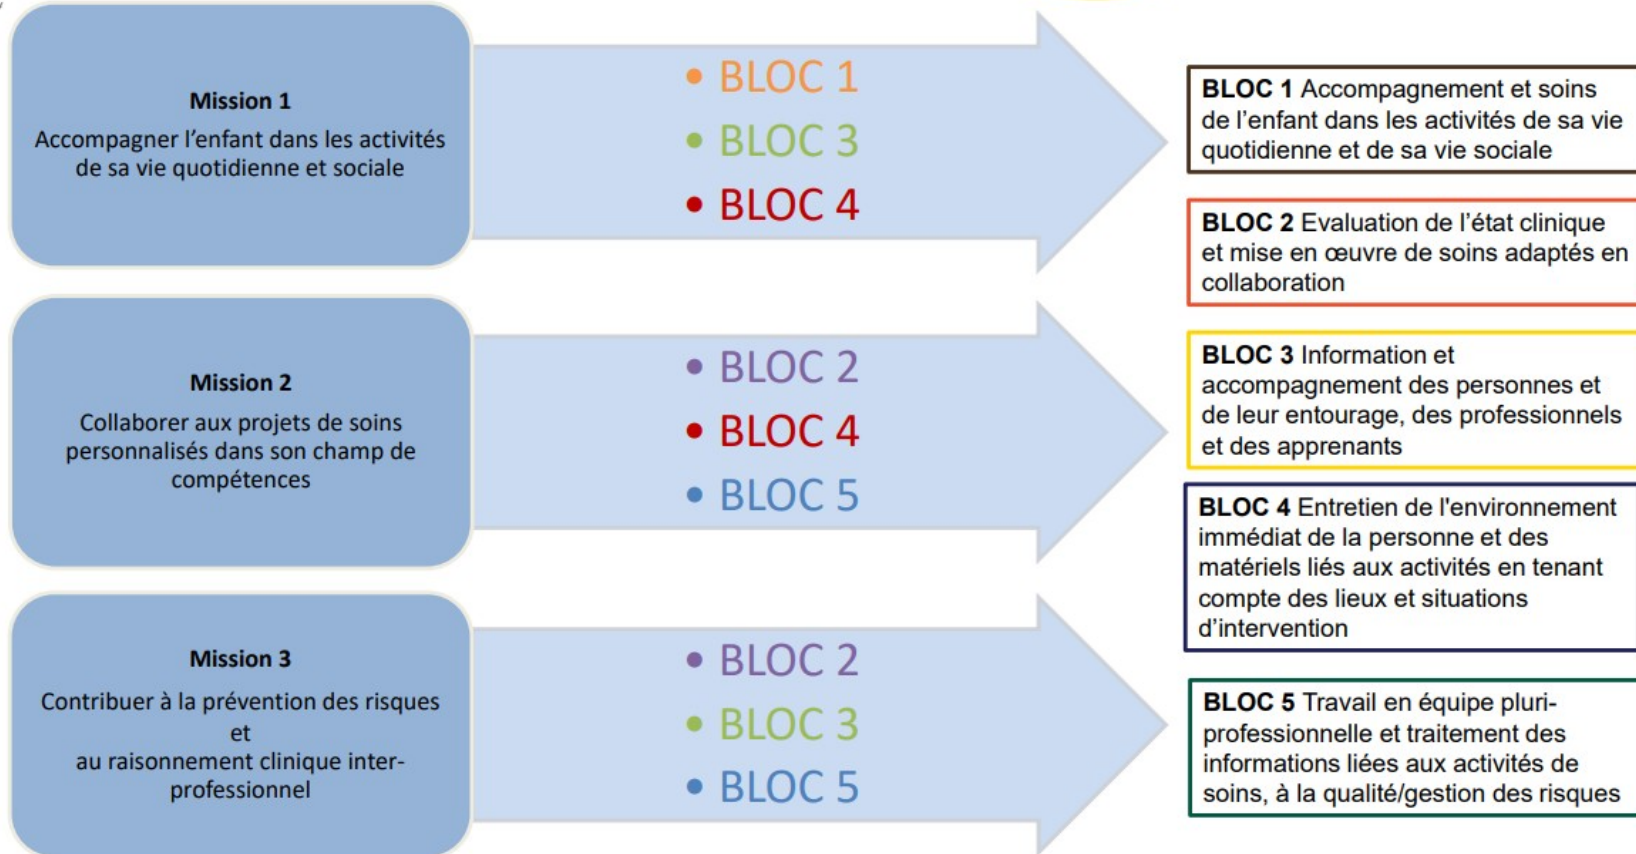 Mission 1
Accompagner l'enfant dans les activités
de sa vie quotidienne et sociale
• BLOC 1
• BLOC 3
• BLOC 4
Mission 2
Collaborer aux projets de soins
personnalisés dans son champ de
compétences
• BLOC 2
• BLOC 4
• BLOC 5
Mission 3
Contribuer à la prévention des risques
et
au raisonnement clinique inter-
professionnel
• BLOC 2
• BLOC 3
• BLOC 5
BLOC 1 Accompagnement et soins
de l'enfant dans les activités de sa vie
quotidienne et de sa vie sociale
BLOC 2 Evaluation de l'état clinique
et mise en œuvre de soins adaptés en
collaboration
BLOC 3 Information et
accompagnement des personnes et
de leur entourage, des professionnels
et des apprenants
BLOC 4 Entretien de l'environnement
immédiat de la personne et des
matériels liés aux activités en tenant
compte des lieux et situations
d'intervention
BLOC 5 Travail en équipe pluri-
professionnelle et traitement des
informations liées aux activités de
soins, à la qualité/gestion des risques